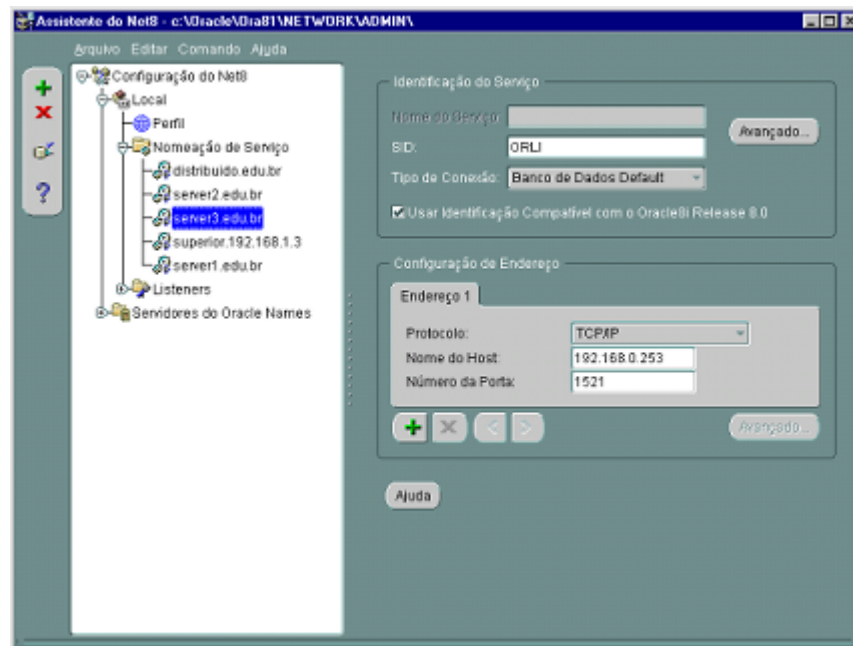 Assistente do Net8 - c:\Oracle\Ora81\NETWORK\ADMIN\
Arquivo Editar Comando Ajuda
Configuração do Net8
Local
Perfil
Nomeação de Serviço
distribuido.edu.br
server2.edu.br
server3.edu.br
superior.192.168.1.3
server1.edu.br
Listeners
Servidores do Oracle Names
Identificação do Serviço
Nome do Serviço:
Avançado...
SID:
ORLI
Tipo de Conexão:
Banco de Dados Default
Usar Identificação Compatível com o Oracle8i Release 8.0
Configuração de Endereço
Endereço 1
Protocolo:
TCP/IP
Nome do Host:
192.168.0.253
Número da Porta:
1521
Avançado...
Ajuda